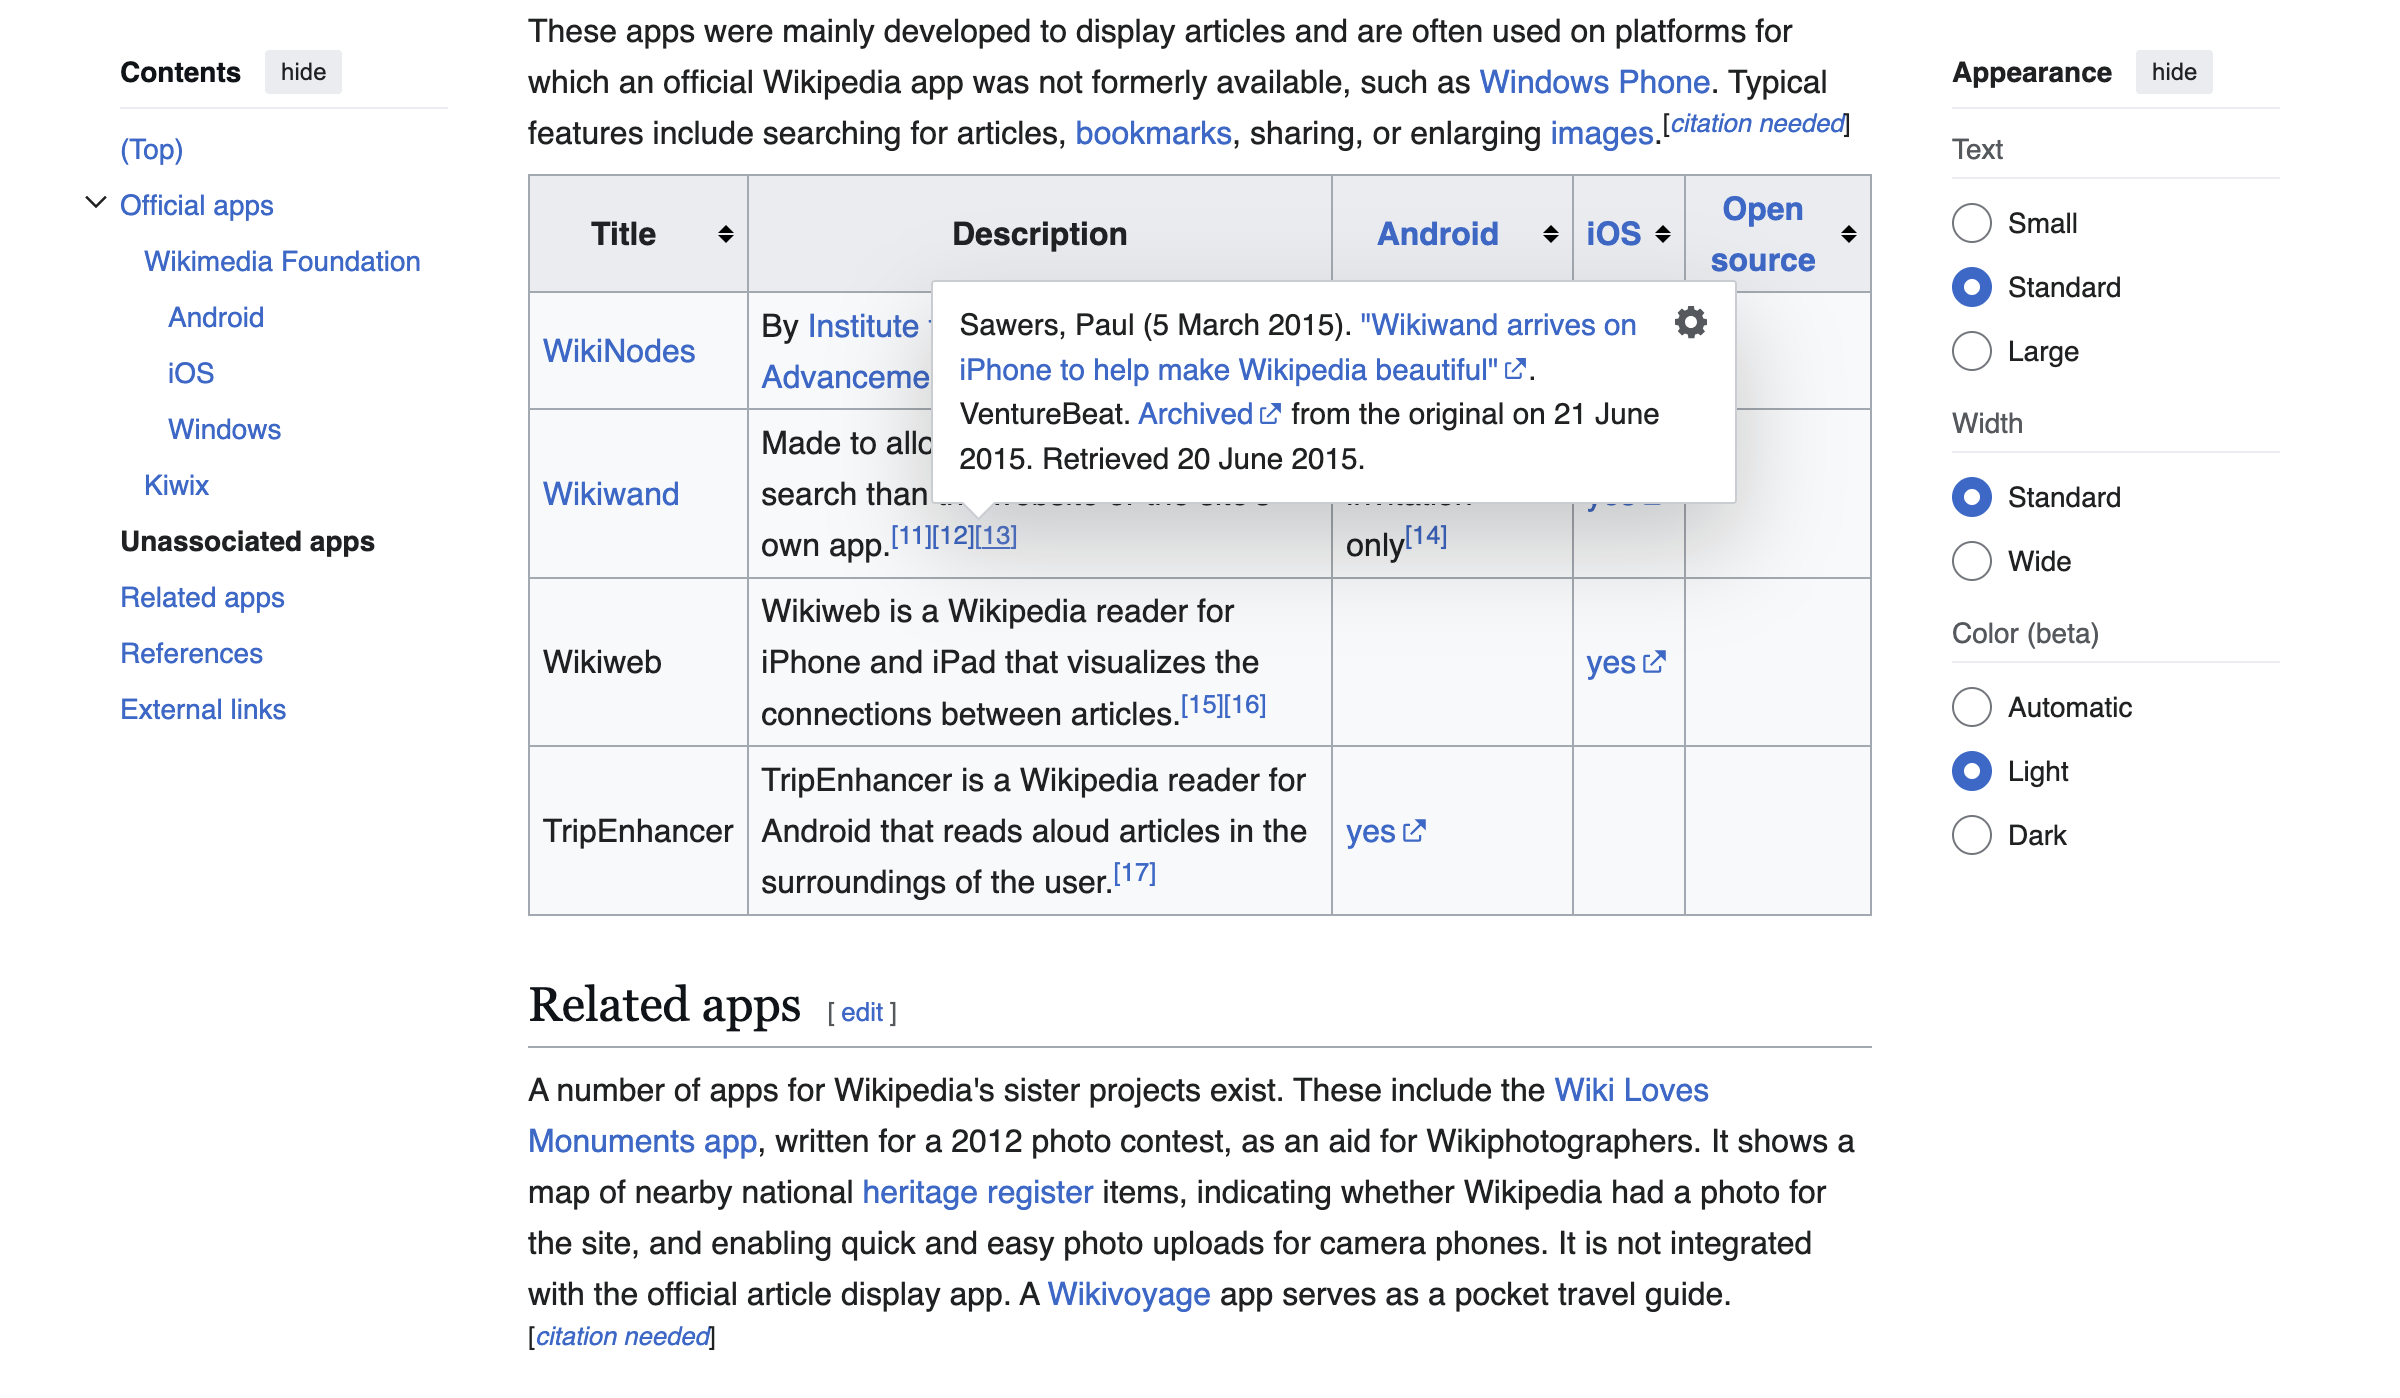 Contents hide
(Top)
Official apps
Wikimedia Foundation
Android
iOS
Windows
Kiwix
Unassociated apps
Related apps
References
External links
These apps were mainly developed to display articles and are often used on platforms for
which an official Wikipedia app was not formerly available, such as Windows Phone. Typical
features include searching for articles, bookmarks, sharing, or enlarging images.[citation needed]
Title Description Android iOS Open
source
WikiNodes
By Institute
Advanceme
Sawers, Paul (5 March 2015). "Wikiwand arrives on
iPhone to help make Wikipedia beautiful".
VentureBeat. Archived from the original on 21 June
2015. Retrieved 20 June 2015.
Wikiwand
Made to allo
search than
own app.[11][12][13]
only[14]
Wikiweb
Wikiweb is a Wikipedia reader for
iPhone and iPad that visualizes the
connections between articles.[15][16]
yes
TripEnhancer
TripEnhancer is a Wikipedia reader for
Android that reads aloud articles in the
surroundings of the user.[17]
yes
Related apps [ edit ]
A number of apps for Wikipedia's sister projects exist. These include the Wiki Loves
Monuments app, written for a 2012 photo contest, as an aid for Wikiphotographers. It shows a
map of nearby national heritage register items, indicating whether Wikipedia had a photo for
the site, and enabling quick and easy photo uploads for camera phones. It is not integrated
with the official article display app. A Wikivoyage app serves as a pocket travel guide.
[citation needed]
Appearance hide
Text
Small
Standard
Large
Width
Standard
Wide
Color (beta)
Automatic
Light
Dark